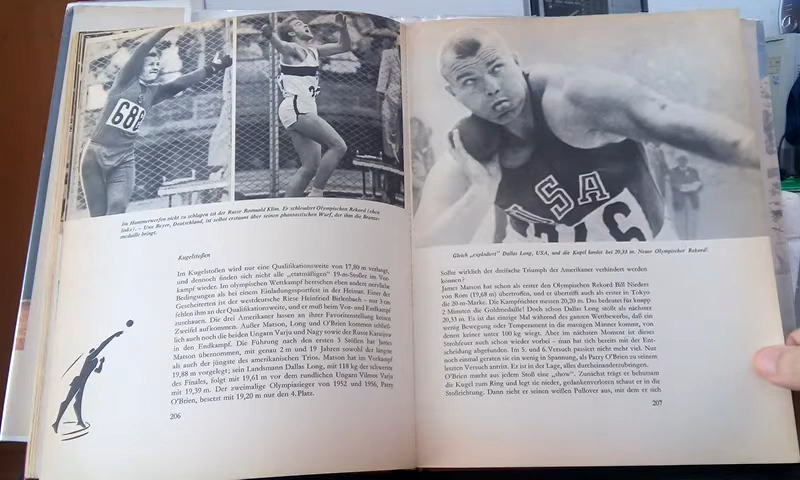 688
Im Hammerwerfen nicht zu schlagen ist der Russe Romuald Klim. Er schleudert Olympischen Rekord (oben
links). – Uwe Beyer, Deutschland, ist selbst erstaunt über seinen phantastischen Wurf, der ihm die Bronze-
medaille bringt.
Kugelstoßen
Im Kugelstoßen wird nur eine Qualifikationsweite von 17,80 m verlangt,
und dennoch finden sich nicht alle „etatmäßigen“ 19-m-Stoßer im Vor-
kampf wieder. Im olympischen Wettkampf herrschen eben andere nervliche
Bedingungen als bei einem Einladungssportfest in der Heimat. Einer der
Gescheiterten ist der westdeutsche Riese Heinfried Birlenbach – nur 3 cm
fehlen ihm an der Qualifikationsweite, und er muß beim Vor- und Endkampf
zuschauen. Die drei Amerikaner lassen an ihrer Favoritenstellung keinen
Zweifel aufkommen. Außer Matson, Long und O'Brien kommen schließ-
lich auch noch die beiden Ungarn Varju und Nagy sowie der Russe Karasiow
in den Endkampf. Die Führung nach den ersten 3 Stößen hat James
Matson übernommen, mit genau 2 m und 19 Jahren sowohl der längste
als auch der jüngste des amerikanischen Trios. Matson hat im Vorkampf
19,88 m vorgelegt; sein Landsmann Dallas Long, mit 118 kg der schwerste
des Finales, folgt mit 19,61 m vor dem rundlichen Ungarn Vilmos Varju
mit 19,39 m. Der zweimalige Olympiasieger von 1952 und 1956, Parry
O'Brien, besetzt mit 19,20 m nur den 4. Platz.
206
USA
Gleich „explodiert“ Dallas Long, USA, und die Kugel landet bei 20,33 m. Neuer Olympischer Rekord!
Sollte wirklich der dreifache Triumph der Amerikaner verhindert werden
können?
James Matson hat schon als erster den Olympischen Rekord Bill Nieders
von Rom (19,68 m) übertroffen, und er übertrifft auch als erster in Tokyo
die 20-m-Marke. Die Kampfrichter messen 20,20 m. Das bedeutet für knapp
2 Minuten die Goldmedaille! Doch schon Dallas Long stößt als nächster
20,33 m. Es ist das einzige Mal während des ganzen Wettbewerbs, daß ein
wenig Bewegung oder Temperament in die massigen Männer kommt, von
denen keiner unter 100 kg wiegt. Aber im nächsten Moment ist dieses
Strohfeuer auch schon wieder vorbei – man hat sich bereits mit der Ent-
scheidung abgefunden. Im 5. und 6. Versuch passiert nicht mehr viel. Nur
noch einmal geraten sie ein wenig in Spannung, als Parry O'Brien zu seinem
letzten Versuch antritt. Er ist in der Lage, alles durcheinanderzubringen.
O'Brien macht aus jedem Stoß eine „show“. Zunächst trägt er behutsam
die Kugel zum Ring und legt sie nieder, gedankenverloren schaut er in die
Stoßrichtung. Dann zieht er seinen weißen Pullover aus, mit dem er sich
207